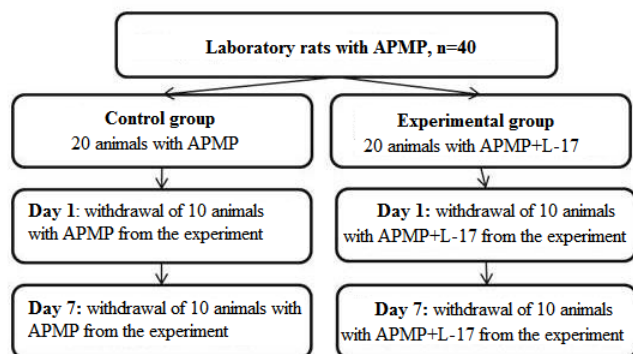 Laboratory rats with APMP, n=40
Control group
20 animals with APMP
Experimental group
20 animals with APMP+L-17
Day 1: withdrawal of 10 animals
with APMP from the experiment
Day 1: withdrawal of 10 animals
with APMP+L-17 from the experiment
Day 7: withdrawal of 10 animals with
APMP from the experiment
Day 7: withdrawal of 10 animals
with APMP+L-17 from the experiment